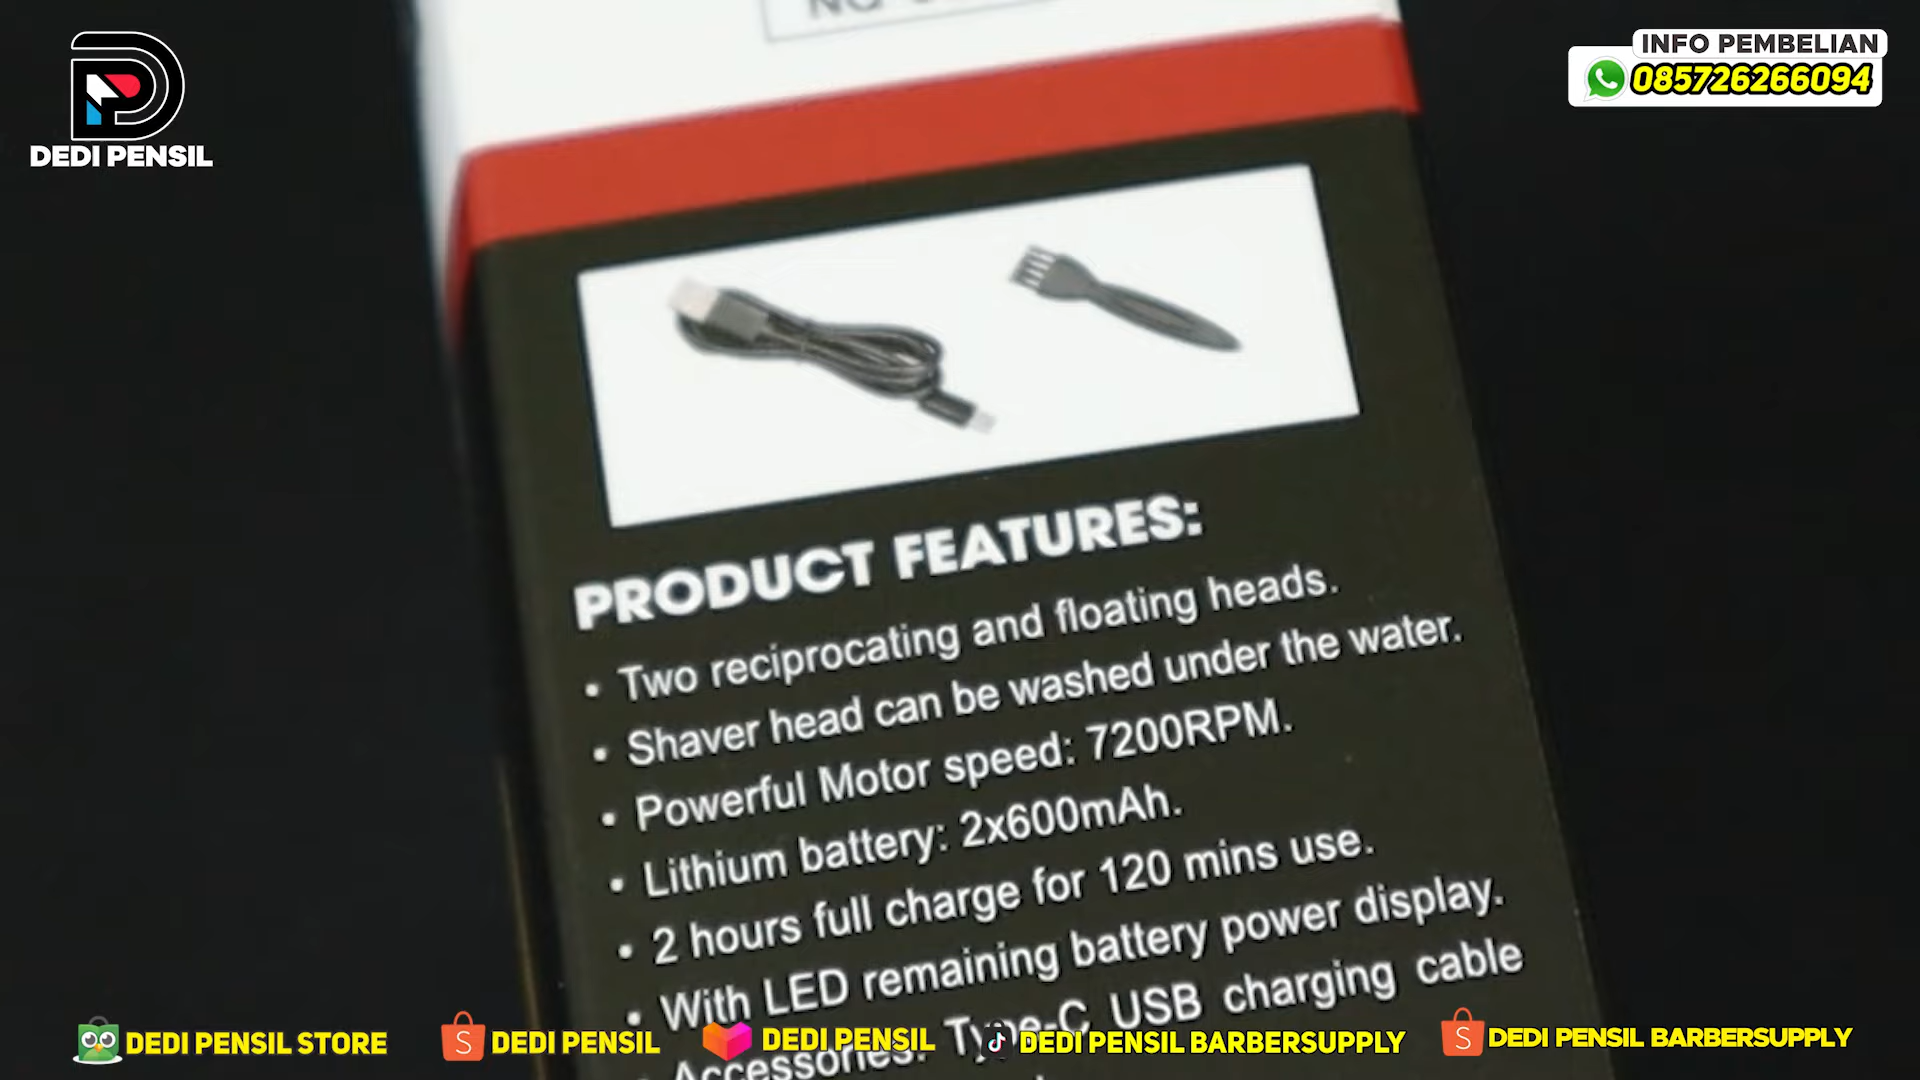 DEDI PENSIL
INFO PEMBELIAN
085726266094
PRODUCT FEATURES:
• Two reciprocating and floating heads.
• Shaver head can be washed under the water.
• Powerful Motor speed: 7200RPM.
• Lithium battery: 2x600mAh.
• 2 hours full charge for 120 mins use.
• With LED remaining battery power display.
• Accessories: Type-C USB charging cable
DEDI PENSIL STORE
DEDI PENSIL
DEDI PENSIL
DEDI PENSIL BARBERSUPPLY
DEDI PENSIL BARBERSUPPLY